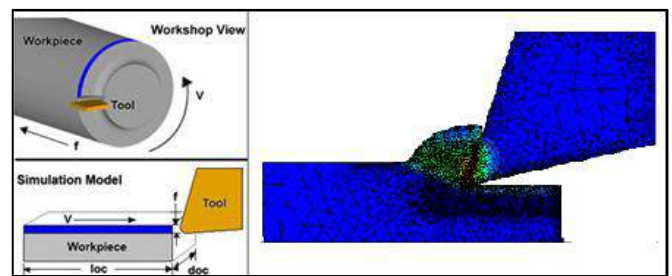 Workshop View
Workpiece
Tool
V
f
Simulation Model
f
Tool
V
Workpiece
loc
doc